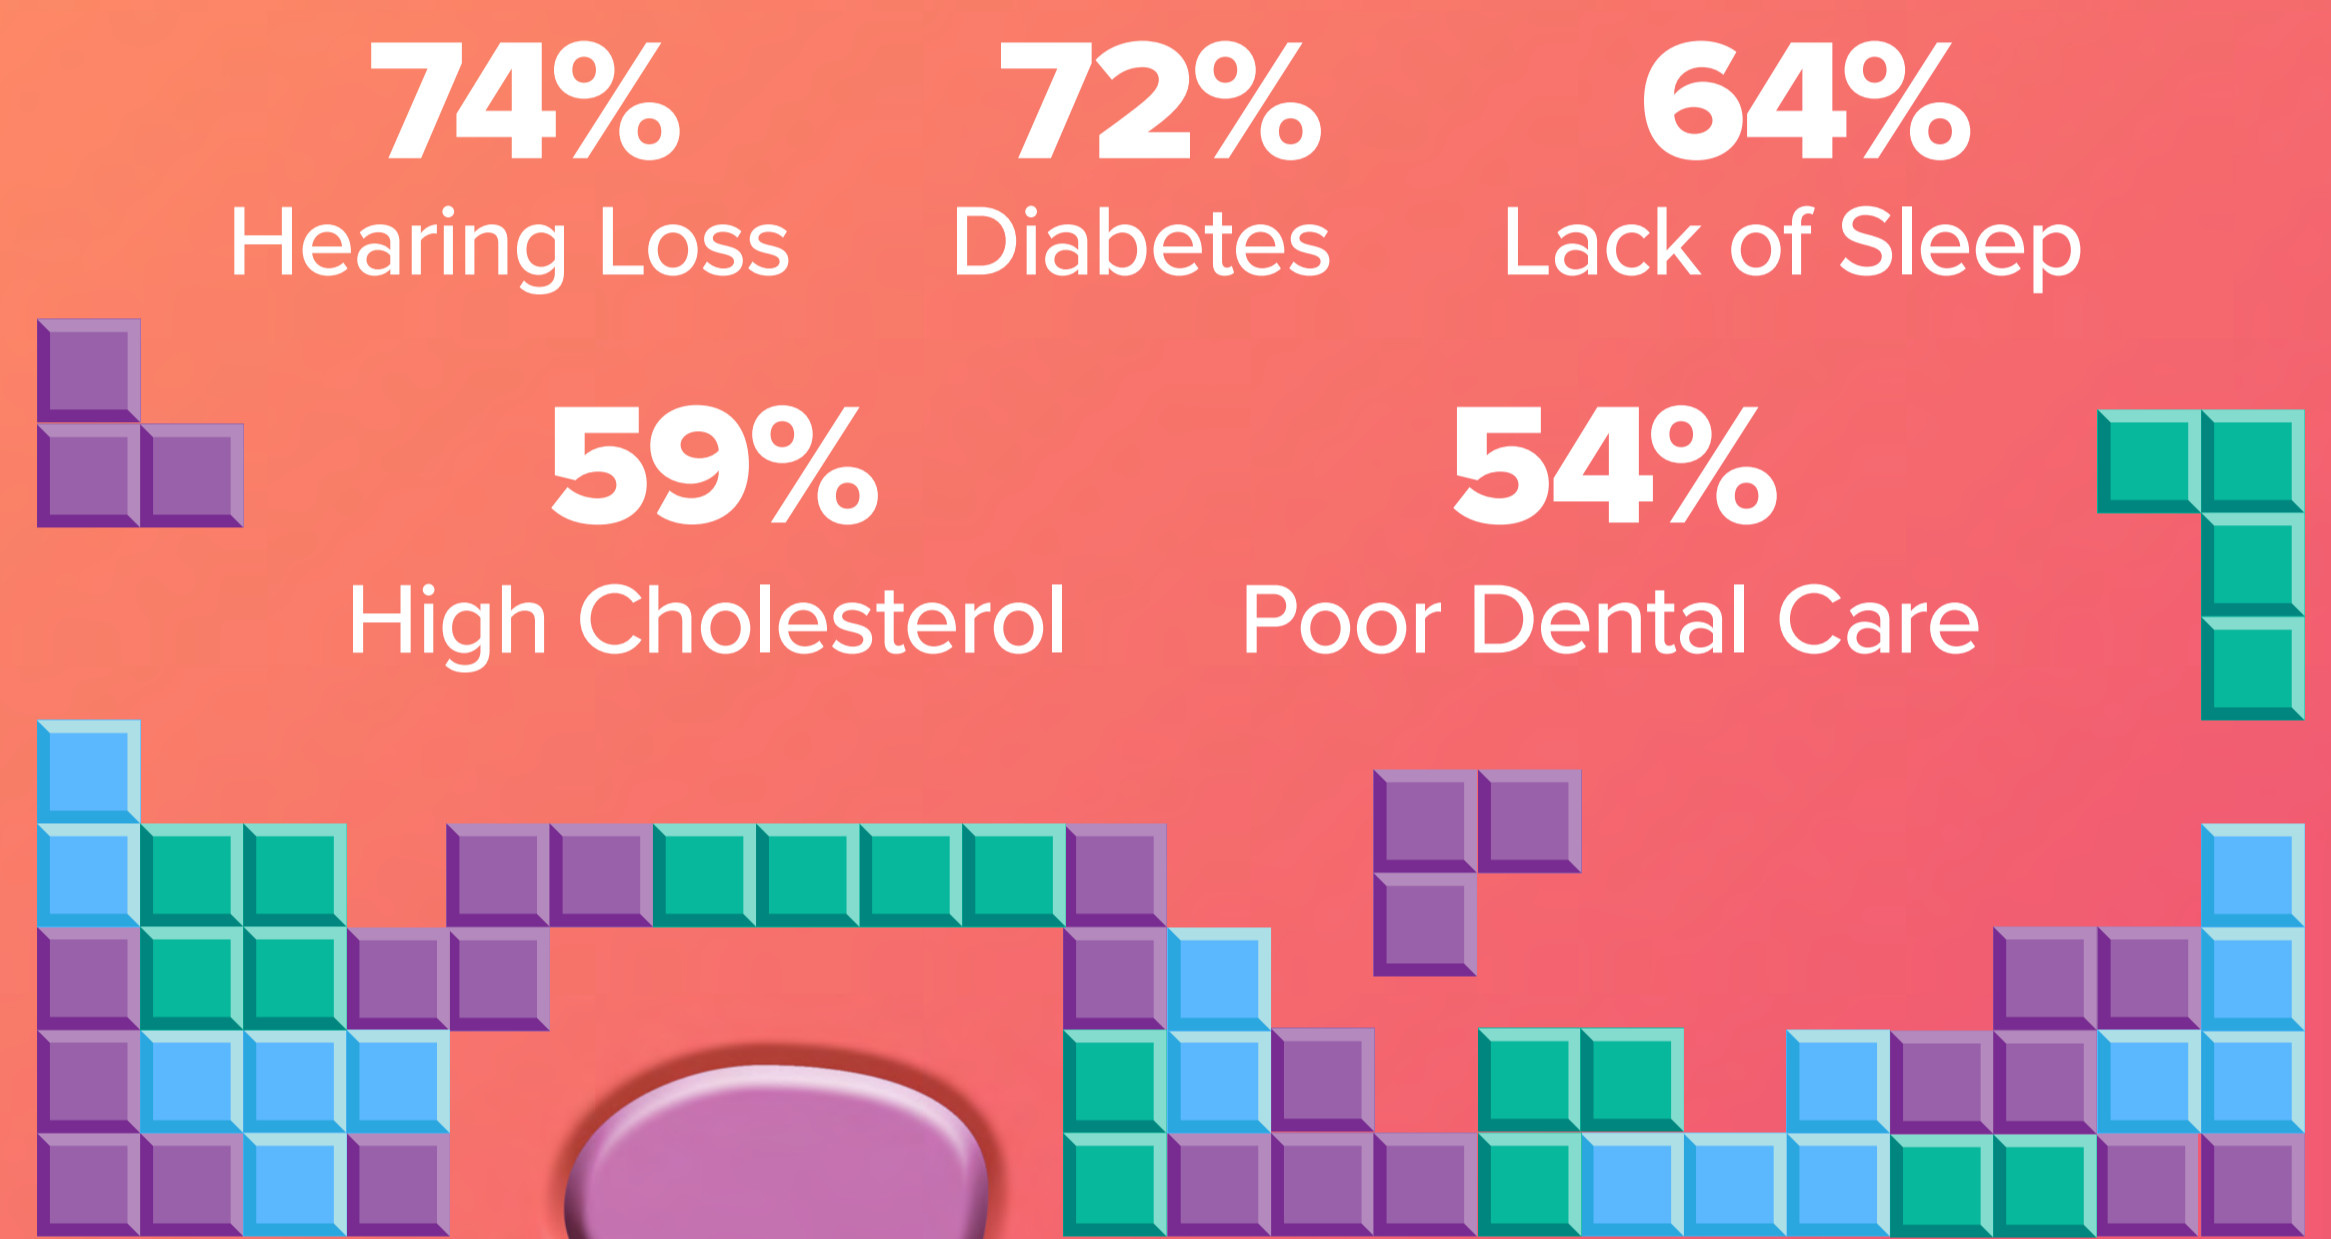 74% 72% 64%
Hearing Loss Diabetes Lack of Sleep
59% 54%
High Cholesterol Poor Dental Care